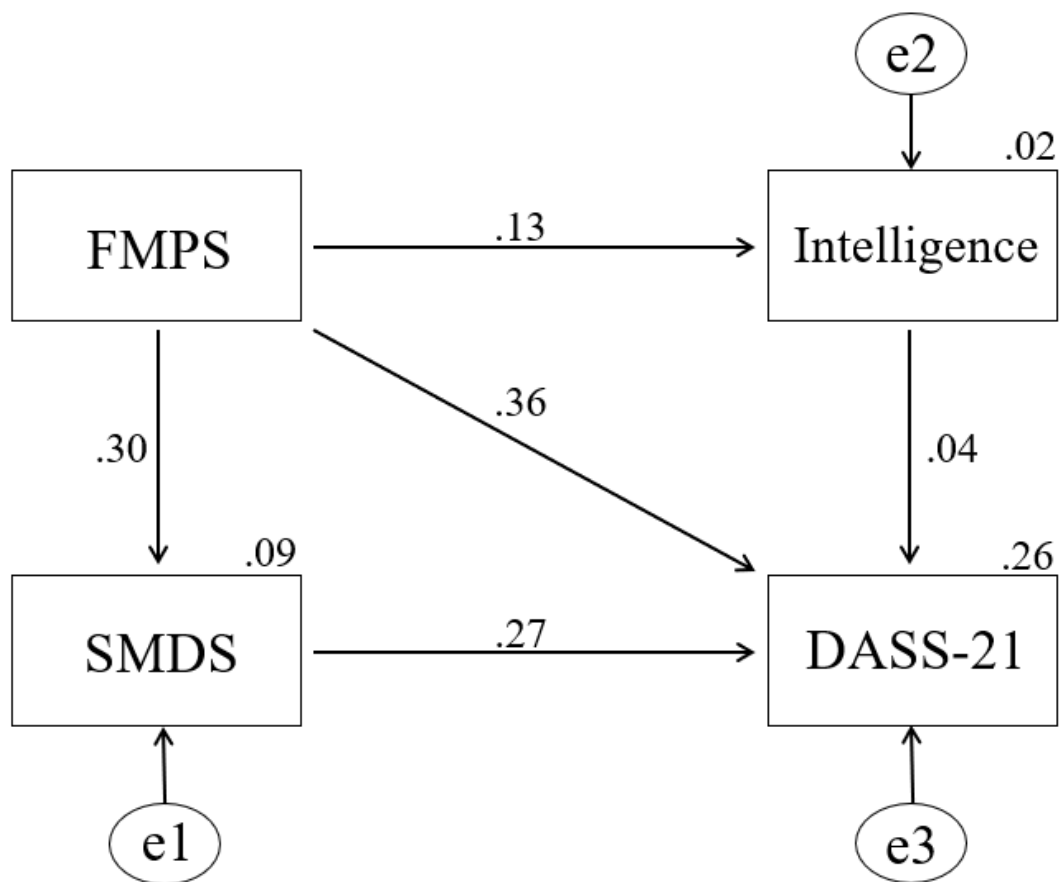 e2
.02
FMPS
.13
Intelligence
.36
.30
.04
.09
.26
SMDS
.27
DASS-21
e1
e3